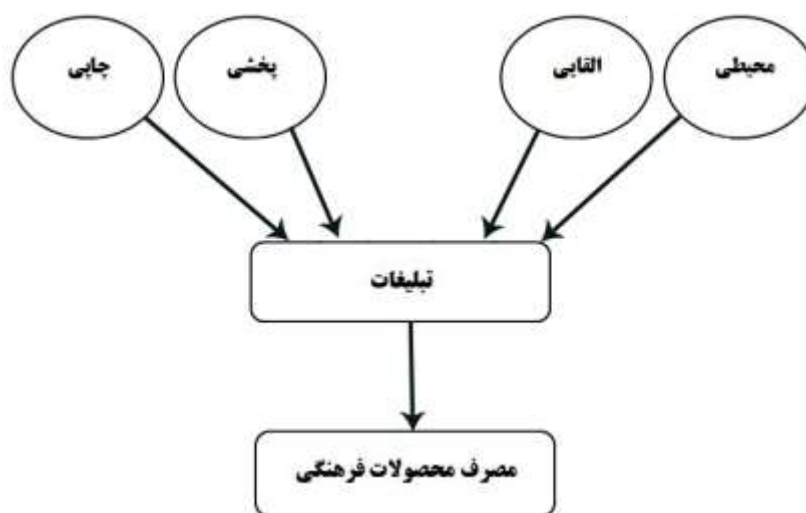 محیطی
القایی
پخشی
چاپی
تبلیغات
مصرف محصولات فرهنگی